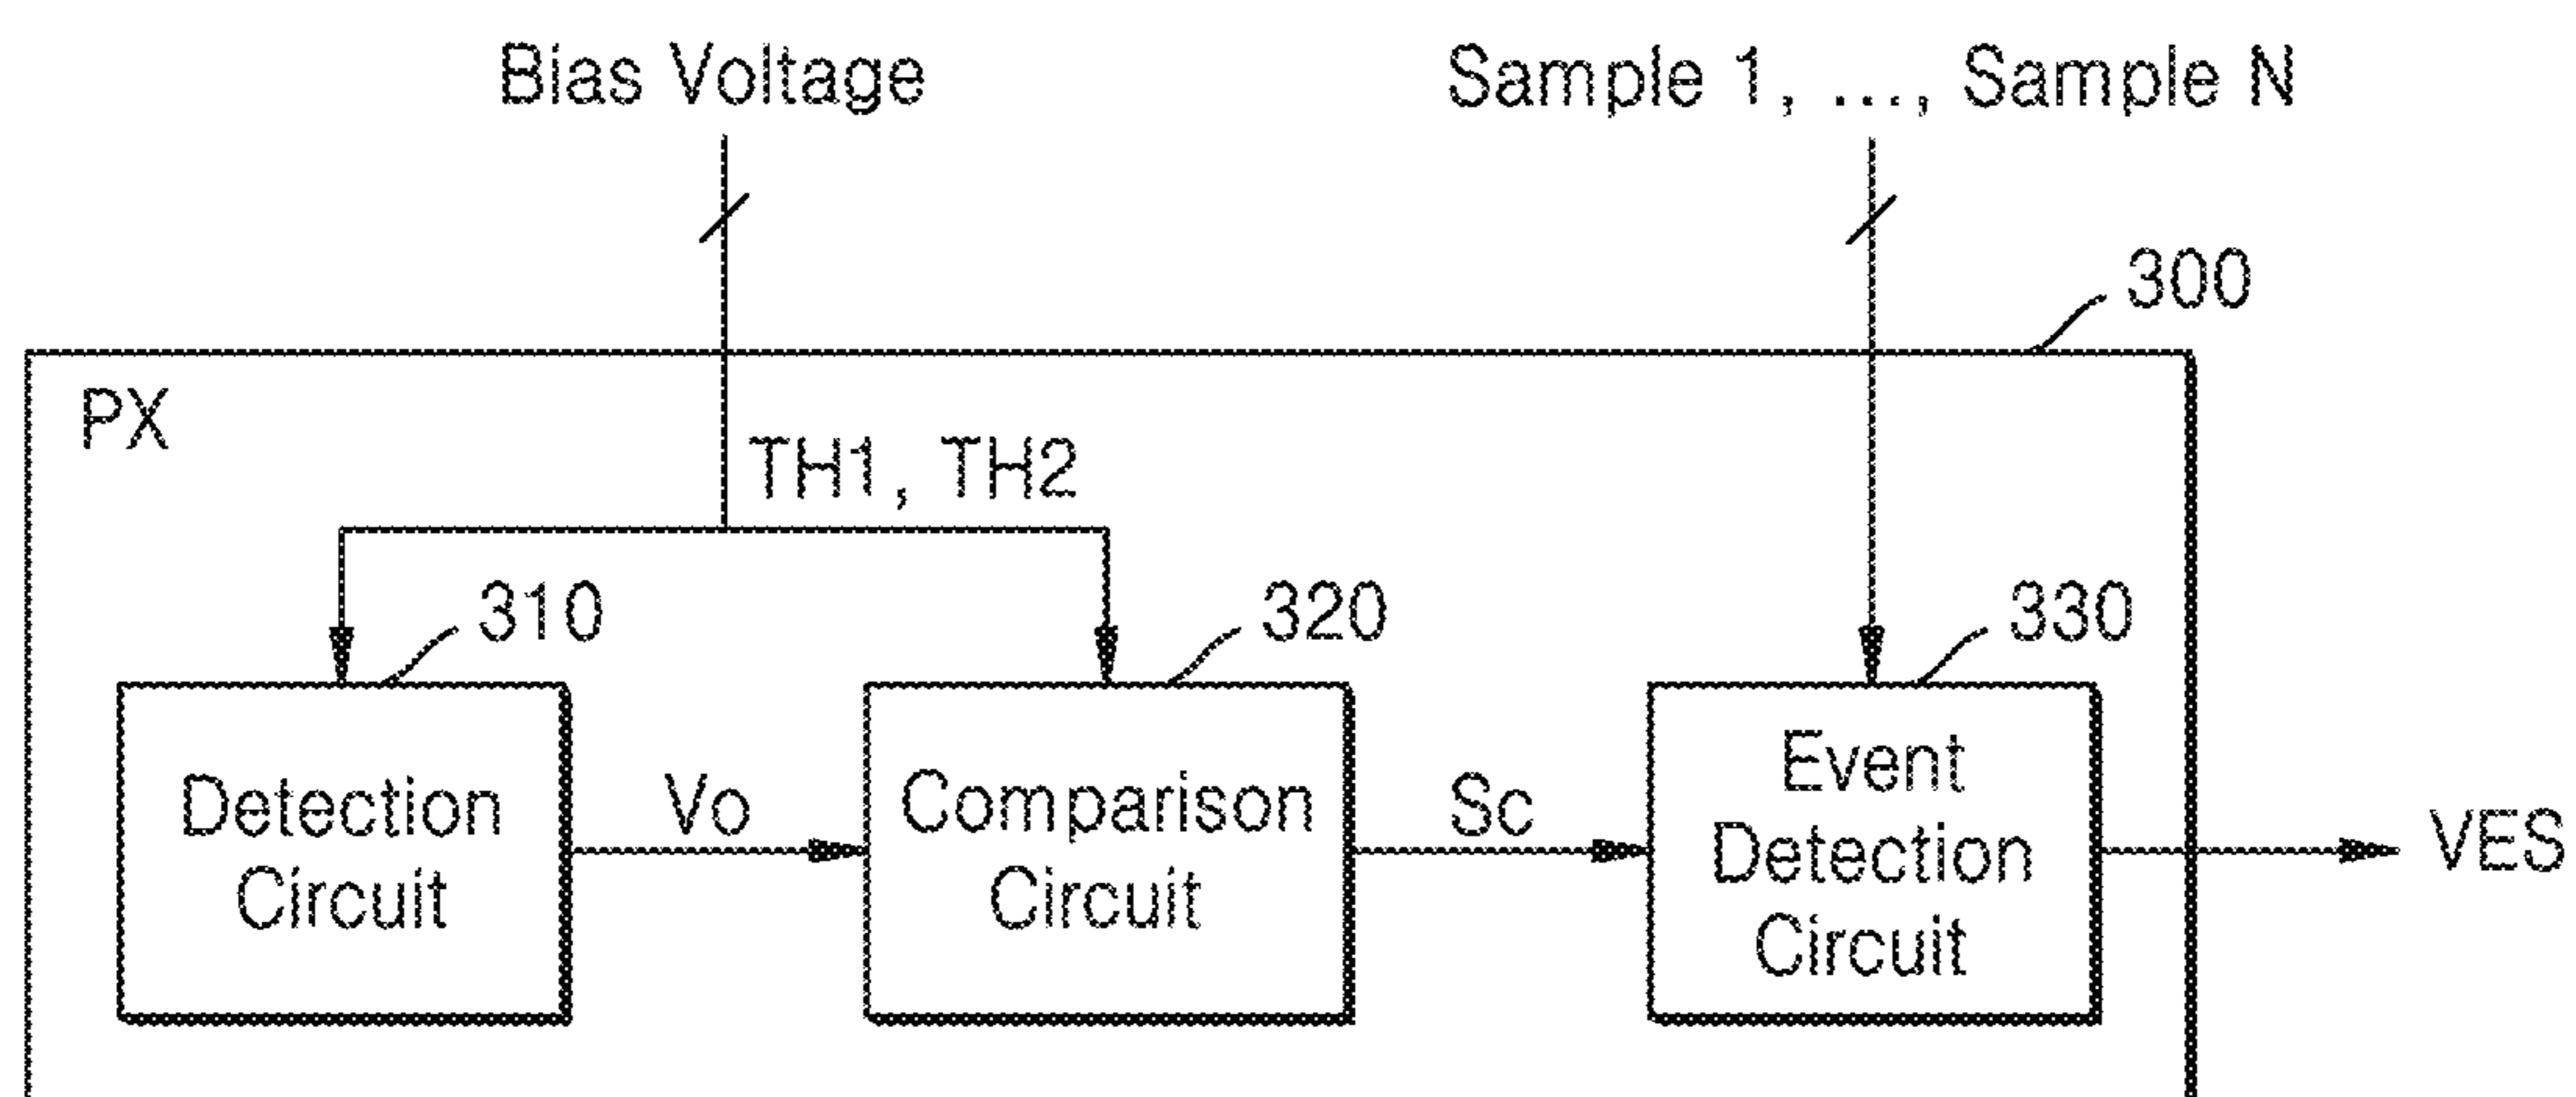 Bias Voltage
Sample 1, ..., Sample N
300
PX
TH1, TH2
310
320
330
Detection
Circuit
Vo
Comparison
Circuit
Sc
Event
Detection
Circuit
VES